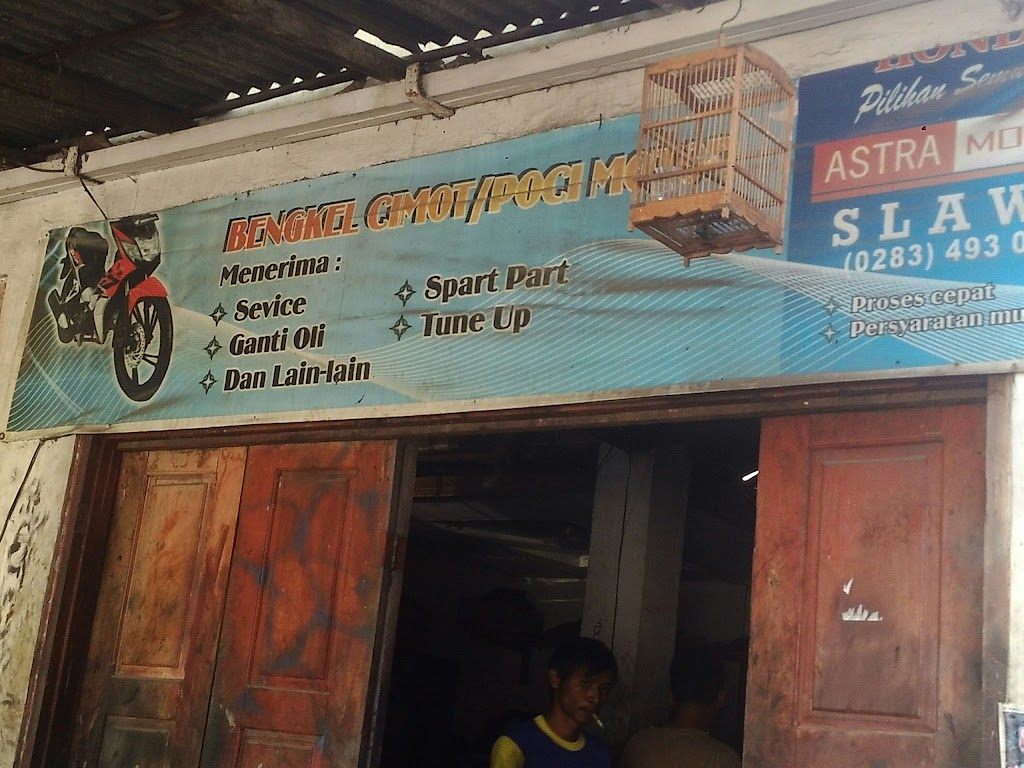 BENGKEL CIMOT/POCI
Menerima :
Sevice
Ganti Oli
Dan Lain-lain
Spart Part
Tune Up
Pilihan
ASTRA
SLAW
(0283) 493 0
Proses cepat
Persyaratan